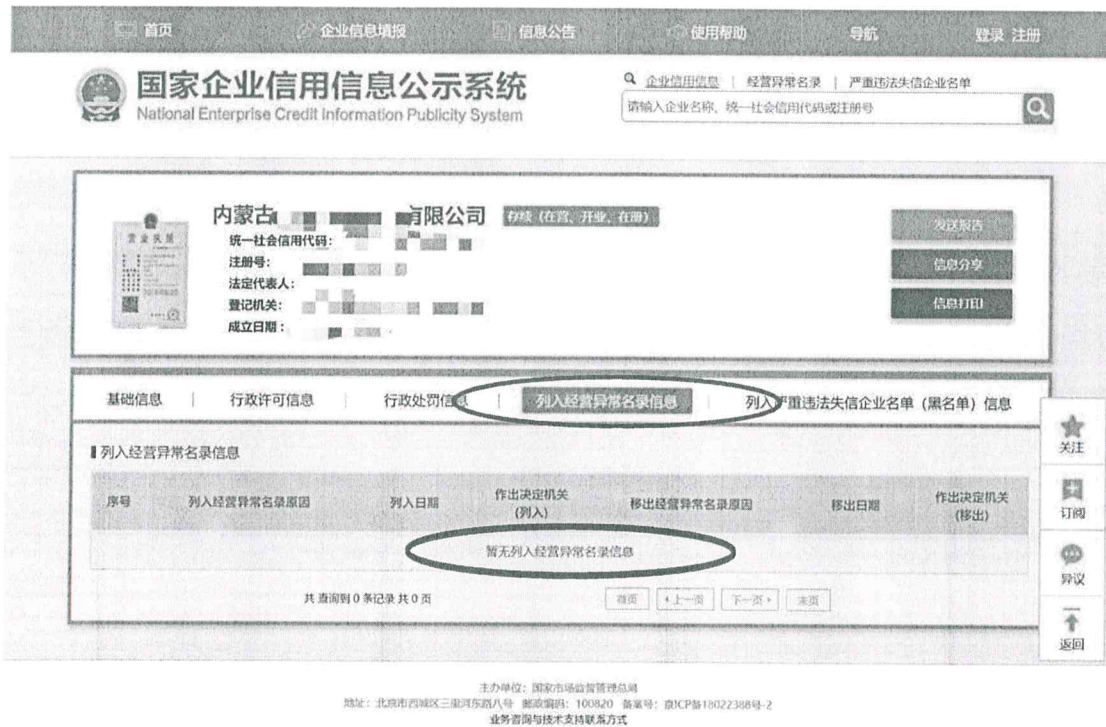 首页 企业信息填报 信息公告 使用帮助 导航 登录 注册
国家企业信用信息公示系统
National Enterprise Credit Information Publicity System
企业信用信息 | 经营异常名录 | 严重违法失信企业名单
请输入企业名称、统一社会信用代码或注册号
内蒙古 有限公司 存续（在营、开业、在册）
营业执照
统一社会信用代码：
注册号：
法定代表人：
登记机关：
成立日期：
发送报告
信息分享
信息打印
基础信息 | 行政许可信息 | 行政处罚信息 | 列入经营异常名录信息 | 列入严重违法失信企业名单（黑名单）信息
列入经营异常名录信息
序号 列入经营异常名录原因 列入日期 作出决定机关（列入） 移出经营异常名录原因 移出日期 作出决定机关（移出）
暂无列入经营异常名录信息
共 查询到 0 条记录 共 0 页 首页 上一页 下一页 末页
关注
订阅
异议
返回
主办单位：国家市场监督管理总局
地址：北京市西城区三里河东路八号 邮政编码：100820 备案号：京ICP备18022388号-2
业务咨询与技术支持联系方式